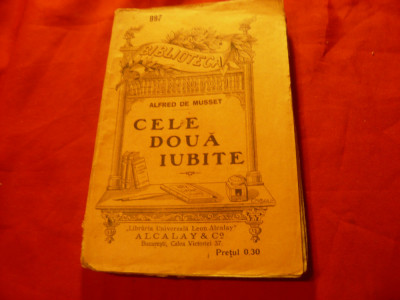 997
BIBLIOTECA
ALFRED DE MUSSET
CELE
DOUĂ
IUBITE
"Librăria Universală Leon Alcalay"
ALCALAY & Co.
Bucureşti, Calea Victoriei 37.
Preţul 0.30